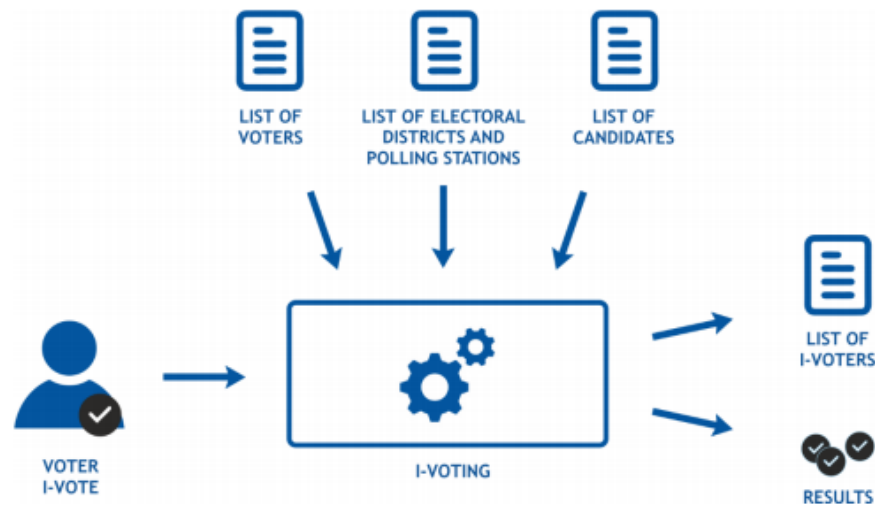 LIST OF
VOTERS
LIST OF ELECTORAL
DISTRICTS AND
POLLING STATIONS
LIST OF
CANDIDATES
VOTER
I-VOTE
I-VOTING
LIST OF
I-VOTERS
RESULTS